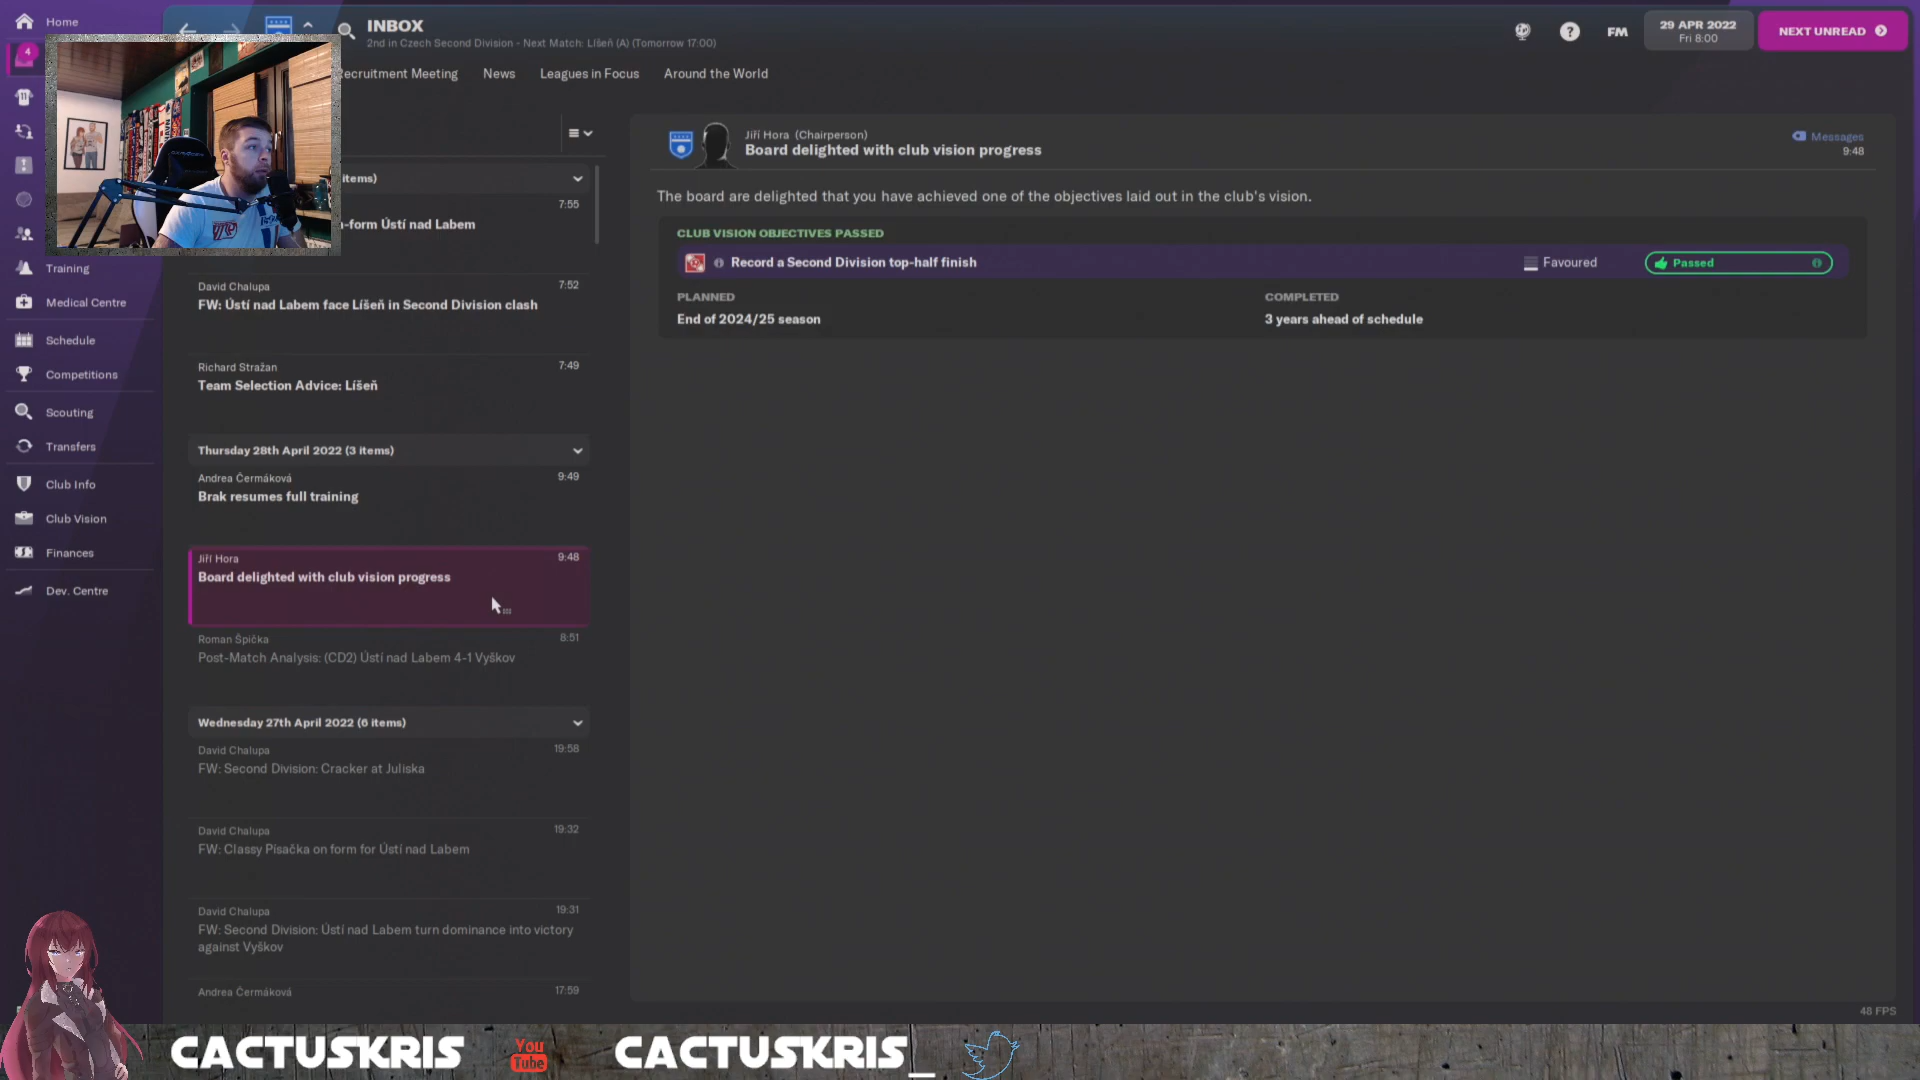 Home
INBOX
2nd in Czech Second Division - Next Match: Líšeň (A) (Tomorrow 17:00)
FM
29 APR 2022
Fri 8:00
NEXT UNREAD
4
Recruitment Meeting
News
Leagues in Focus
Around the World
11
Training
Medical Centre
Schedule
Competitions
Scouting
Transfers
Club Info
Club Vision
Finances
Dev. Centre
items)
7:55
-form Ústí nad Labem
David Chalupa
7:52
FW: Ústí nad Labem face Líšeň in Second Division clash
Richard Stražan
7:49
Team Selection Advice: Líšeň
Thursday 28th April 2022 (3 items)
Andrea Čermáková
9:49
Brak resumes full training
Jiří Hora
9:48
Board delighted with club vision progress
Roman Špička
8:51
Post-Match Analysis: (CD2) Ústí nad Labem 4-1 Vyškov
Wednesday 27th April 2022 (6 items)
David Chalupa
19:58
FW: Second Division: Cracker at Juliska
David Chalupa
19:32
FW: Classy Písačka on form for Ústí nad Labem
David Chalupa
19:31
FW: Second Division: Ústí nad Labem turn dominance into victory
against Vyškov
Andrea Čermáková
17:59
Jiří Hora (Chairperson)
Board delighted with club vision progress
Messages
9:48
The board are delighted that you have achieved one of the objectives laid out in the club's vision.
CLUB VISION OBJECTIVES PASSED
Record a Second Division top-half finish
Favoured
Passed
PLANNED
COMPLETED
End of 2024/25 season
3 years ahead of schedule
48 FPS
CACTUSKRIS
You
Tube
CACTUSKRIS_